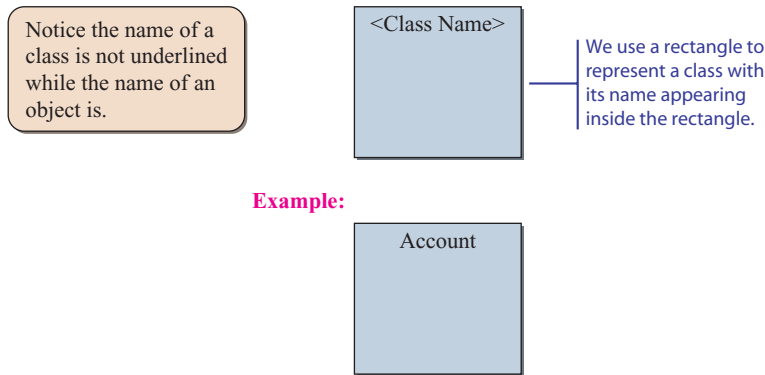 Notice the name of a
class is not underlined
while the name of an
object is.
<Class Name>
We use a rectangle to
represent a class with
its name appearing
inside the rectangle.
Example:
Account